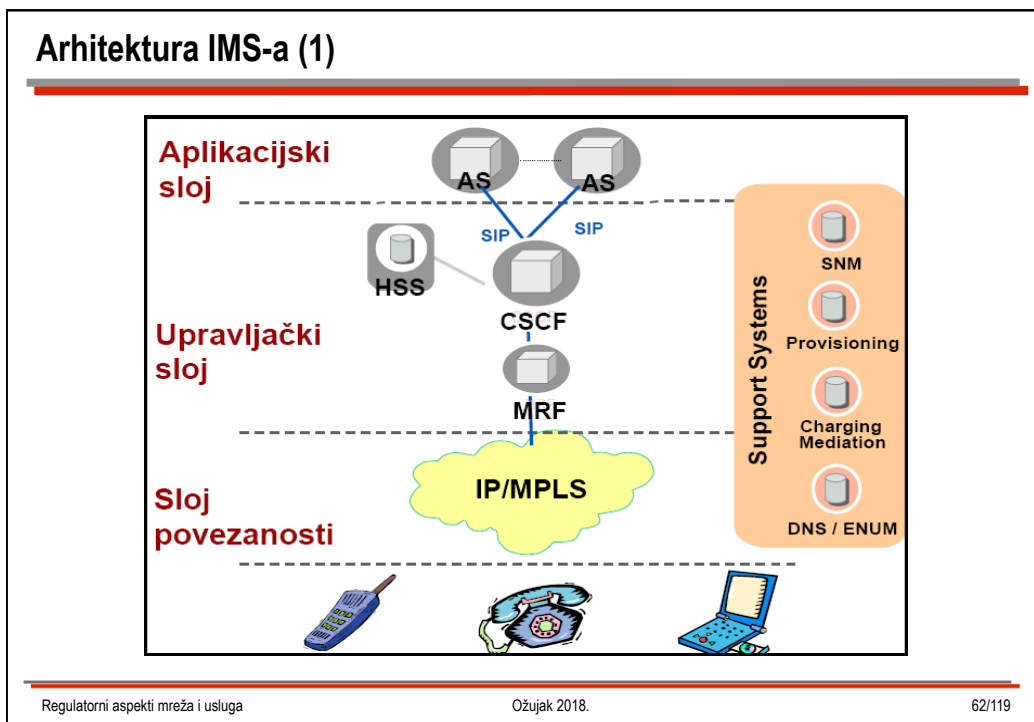 Arhitektura IMS-a (1)
Aplikacijski
sloj
AS
AS
SIP
SIP
HSS
CSCF
Upravljački
sloj
MRF
IP/MPLS
Sloj
povezanosti
Support Systems
SNM
Provisioning
Charging
Mediation
DNS / ENUM
Regulatorni aspekti mreža i usluga
Ožujak 2018.
62/119